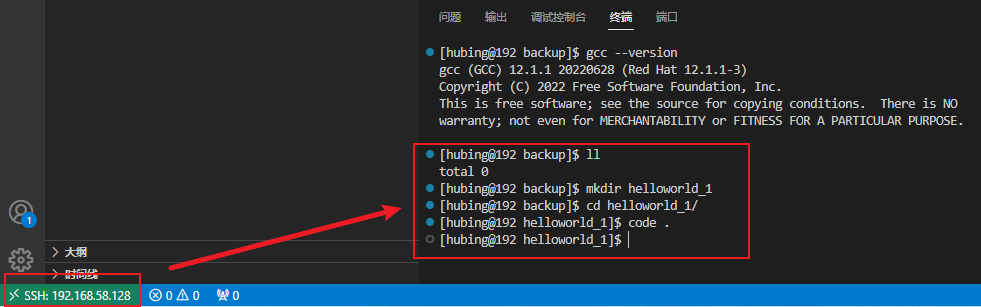 问题 输出 调试控制台 终端 端口
[hubing@192 backup]$ gcc --version
gcc (GCC) 12.1.1 20220628 (Red Hat 12.1.1-3)
Copyright (C) 2022 Free Software Foundation, Inc.
This is free software; see the source for copying conditions.  There is NO
warranty; not even for MERCHANTABILITY or FITNESS FOR A PARTICULAR PURPOSE.
[hubing@192 backup]$ ll
total 0
[hubing@192 backup]$ mkdir helloworld_1
[hubing@192 backup]$ cd helloworld_1/
[hubing@192 helloworld_1]$ code .
[hubing@192 helloworld_1]$
1
大纲
时间线
SSH: 192.168.58.128 0 0 0